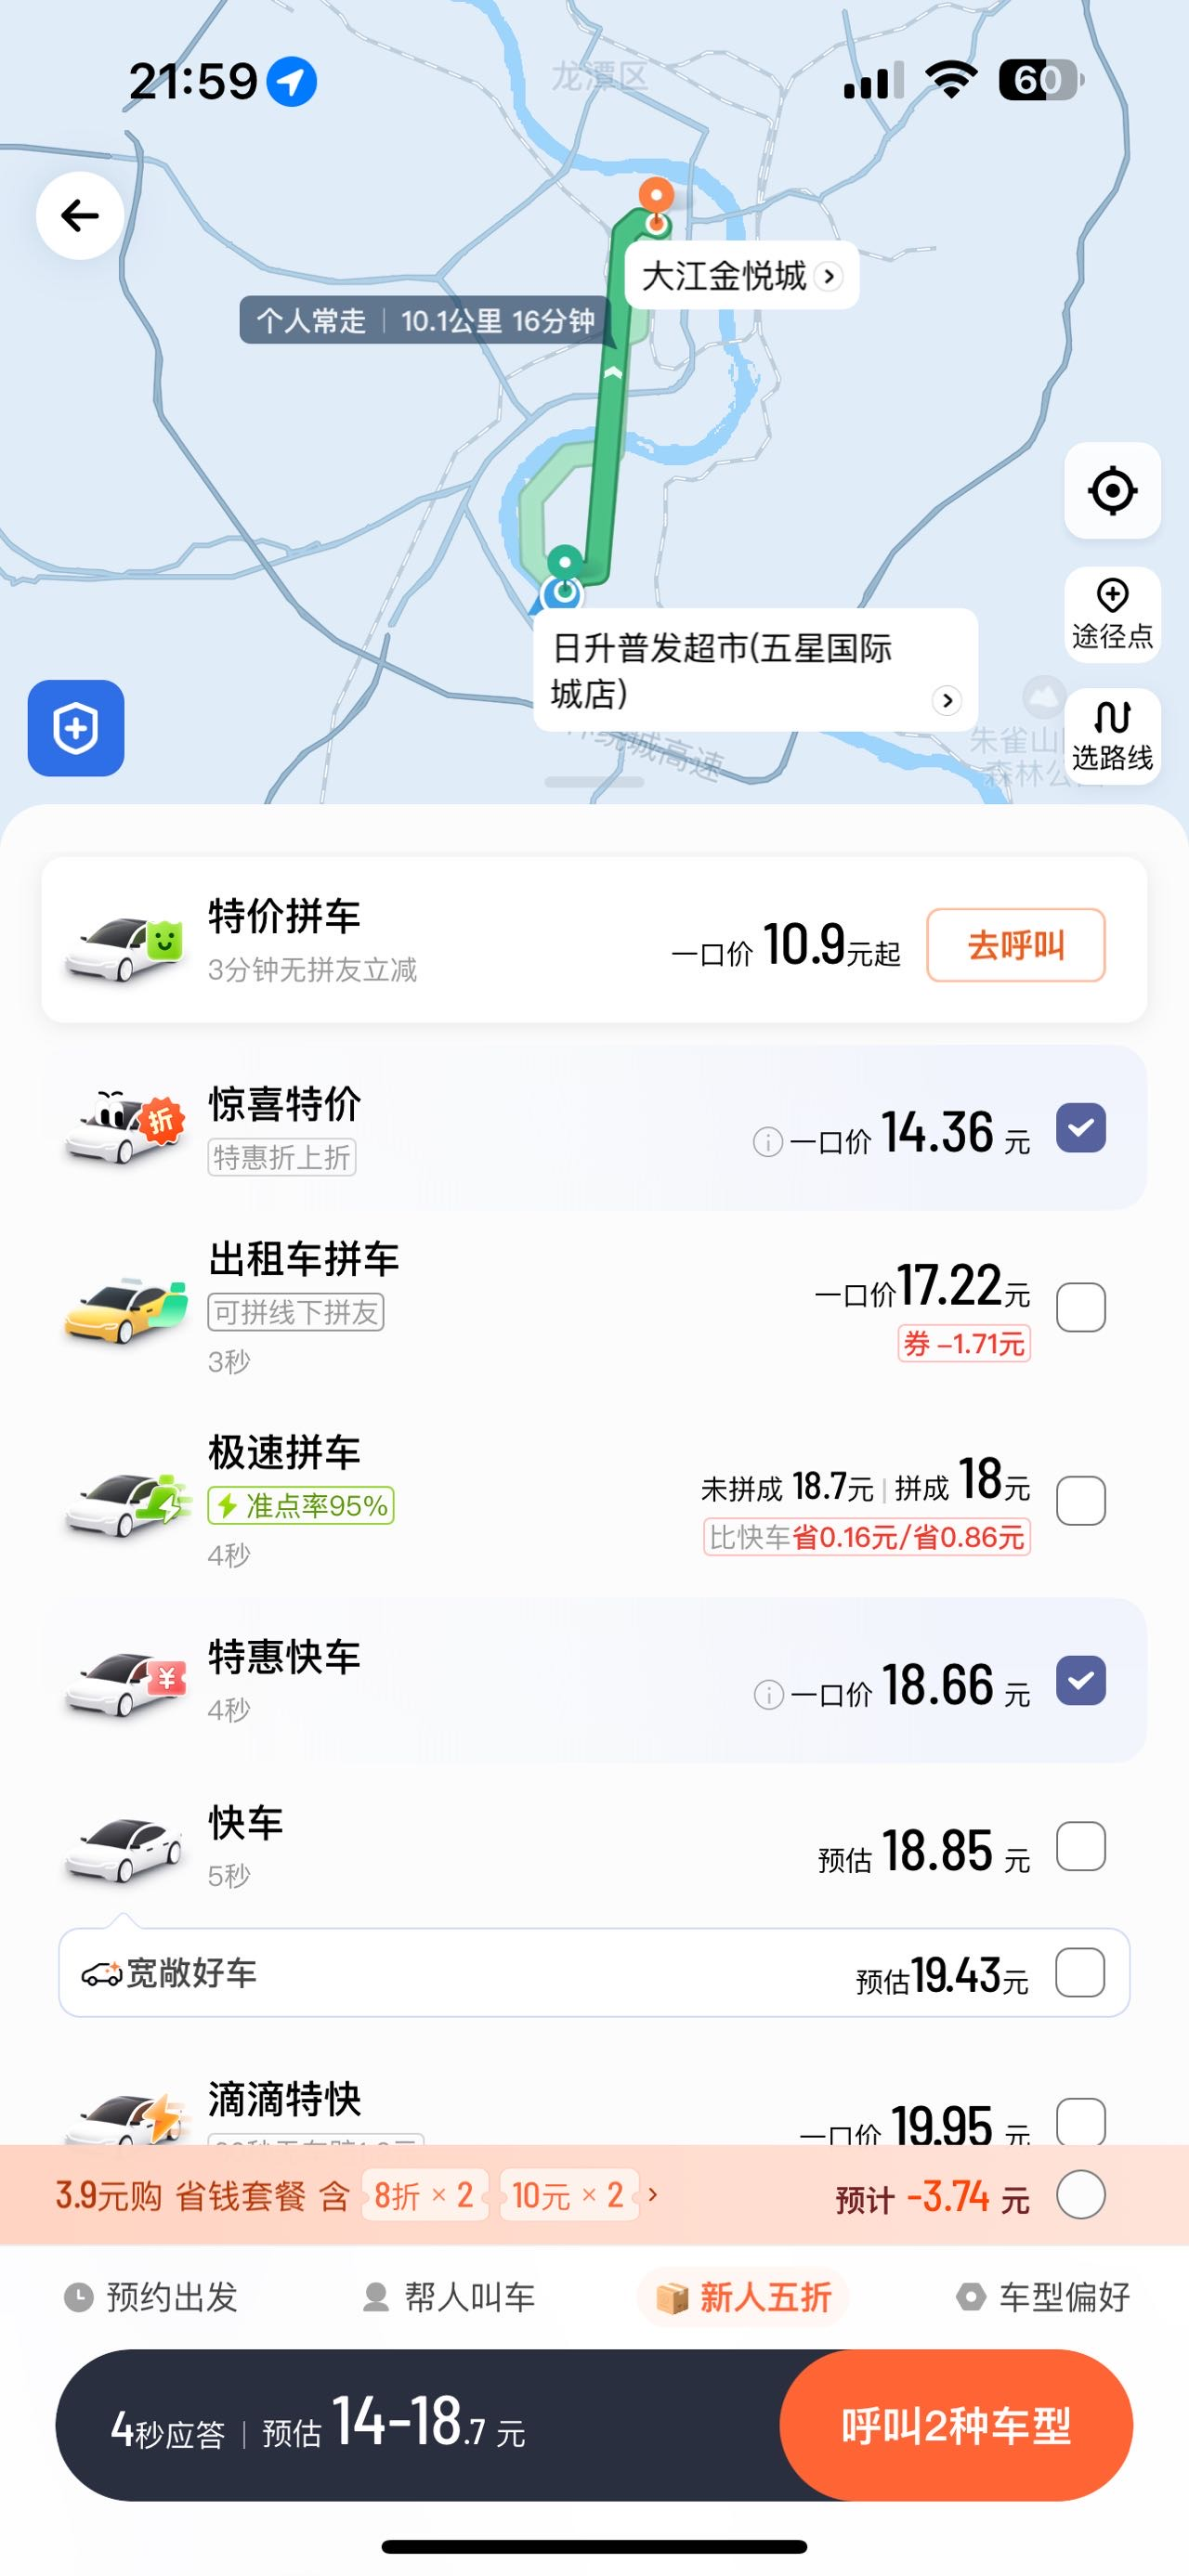 21:59
60
龙潭区
大江金悦城
个人常走 | 10.1公里 16分钟
途径点
日升普发超市(五星国际
城店)
选路线
朱雀山
森林公
绕城高速
特价拼车
3分钟无拼友立减
一口价 10.9元起
去呼叫
惊喜特价
折
特惠折上折
一口价 14.36 元
出租车拼车
可拼线下拼友
3秒
一口价17.22元
券 -1.71元
极速拼车
准点率95%
4秒
未拼成 18.7元 | 拼成 18元
比快车省0.16元/省0.86元
特惠快车
¥
4秒
一口价 18.66 元
快车
5秒
预估 18.85 元
宽敞好车
预估19.43元
滴滴特快
一口价 19.95 元
3.9元购 省钱套餐 含 8折 × 2 10元 × 2 >
预计 -3.74 元
预约出发
帮人叫车
新人五折
车型偏好
4秒应答 | 预估 14-18.7 元
呼叫2种车型